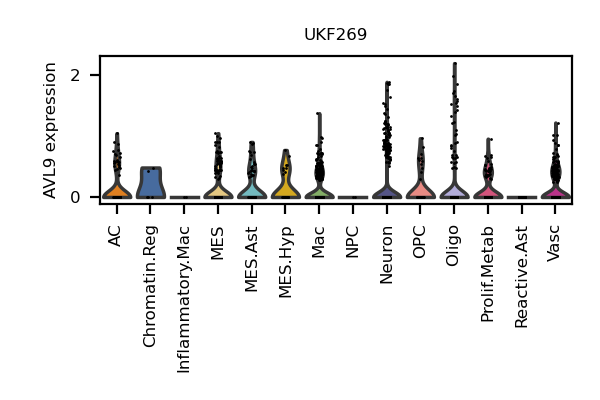 UKF269
AVL9 expression
2
0
AC
Chromatin.Reg
Inflammatory.Mac
MES
MES.Ast
MES.Hyp
Mac
NPC
Neuron
OPC
Oligo
Prolif.Metab
Reactive.Ast
Vasc